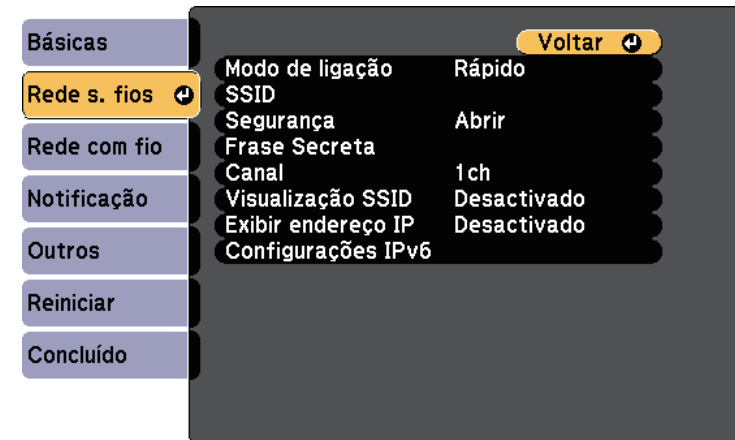 Básicas
Rede s. fios
Rede com fio
Notificação
Outros
Reiniciar
Concluído
Voltar
Modo de ligação Rápido
SSID
Segurança Abrir
Frase Secreta
Canal 1ch
Visualização SSID Desactivado
Exibir endereço IP Desactivado
Configurações IPv6